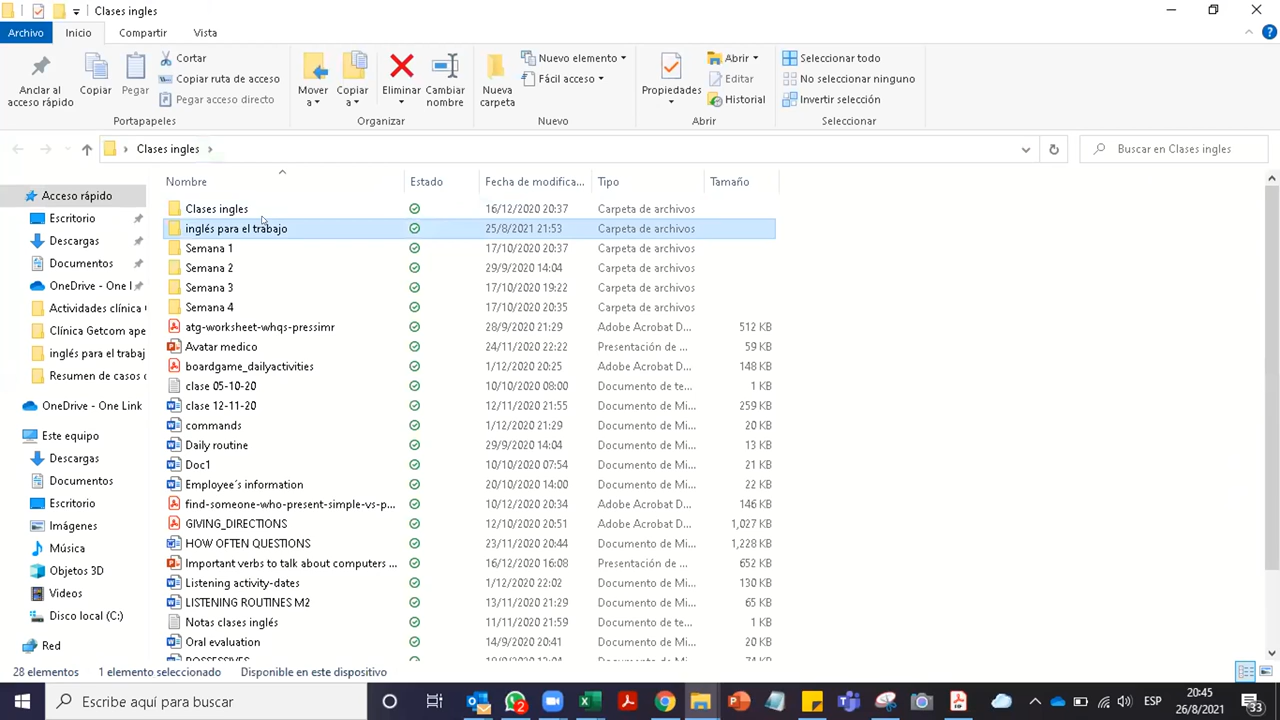 Clases ingles
Archivo Inicio Compartir Vista
Anclar al acceso rápido
Copiar
Pegar
Cortar
Copiar ruta de acceso
Pegar acceso directo
Portapapeles
Mover a
Copiar a
Eliminar
Cambiar nombre
Organizar
Nueva carpeta
Nuevo elemento
Fácil acceso
Nuevo
Propiedades
Abrir
Editar
Historial
Abrir
Seleccionar todo
No seleccionar ninguno
Invertir selección
Seleccionar
Clases ingles
Buscar en Clases ingles
Acceso rápido
Escritorio
Descargas
Documentos
OneDrive - One L
Actividades clínica
Clínica Getcom ape
inglés para el trabaj
Resumen de casos c
OneDrive - One Link
Este equipo
Descargas
Documentos
Escritorio
Imágenes
Música
Objetos 3D
Videos
Disco local (C:)
Red
Nombre Estado Fecha de modifica... Tipo Tamaño
Clases ingles 16/12/2020 20:37 Carpeta de archivos
inglés para el trabajo 25/8/2021 21:53 Carpeta de archivos
Semana 1 17/10/2020 20:37 Carpeta de archivos
Semana 2 29/9/2020 14:04 Carpeta de archivos
Semana 3 17/10/2020 19:22 Carpeta de archivos
Semana 4 17/10/2020 20:35 Carpeta de archivos
atg-worksheet-whqs-pressimr 28/9/2020 21:29 Adobe Acrobat D... 512 KB
Avatar medico 24/11/2020 22:22 Presentación de ... 59 KB
boardgame_dailyactivities 1/12/2020 20:25 Adobe Acrobat D... 148 KB
clase 05-10-20 10/10/2020 08:00 Documento de te... 1 KB
clase 12-11-20 12/11/2020 21:55 Documento de Mi... 259 KB
commands 1/12/2020 21:29 Documento de Mi... 20 KB
Daily routine 29/9/2020 14:04 Documento de Mi... 13 KB
Doc1 10/10/2020 07:54 Documento de Mi... 21 KB
Employee´s information 20/10/2020 14:00 Documento de Mi... 22 KB
find-someone-who-present-simple-vs-p... 10/12/2020 20:34 Adobe Acrobat D... 146 KB
GIVING_DIRECTIONS 12/10/2020 20:51 Adobe Acrobat D... 1,027 KB
HOW OFTEN QUESTIONS 23/11/2020 20:44 Documento de Mi... 1,228 KB
Important verbs to talk about computers ... 16/12/2020 16:08 Presentación de ... 652 KB
Listening activity-dates 1/12/2020 22:02 Documento de Mi... 130 KB
LISTENING ROUTINES M2 13/11/2020 21:29 Documento de Mi... 65 KB
Notas clases inglés 11/11/2020 21:59 Documento de te... 1 KB
Oral evaluation 14/9/2020 20:41 Documento de Mi... 20 KB
28 elementos 1 elemento seleccionado Disponible en este dispositivo
Escribe aquí para buscar
2
ESP
20:45
26/8/2021
33